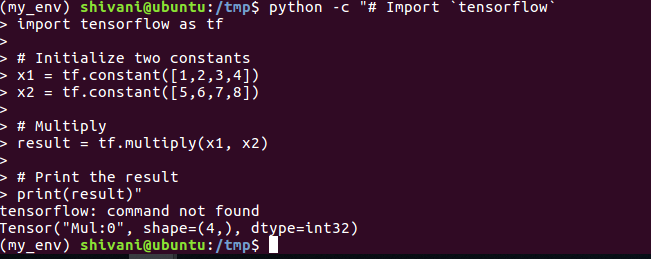 (my_env) shivani@ubuntu:/tmp$ python -c "# Import `tensorflow`
> import tensorflow as tf
>
> # Initialize two constants
> x1 = tf.constant([1,2,3,4])
> x2 = tf.constant([5,6,7,8])
>
> # Multiply
> result = tf.multiply(x1, x2)
>
> # Print the result
> print(result)"
tensorflow: command not found
Tensor("Mul:0", shape=(4,), dtype=int32)
(my_env) shivani@ubuntu:/tmp$